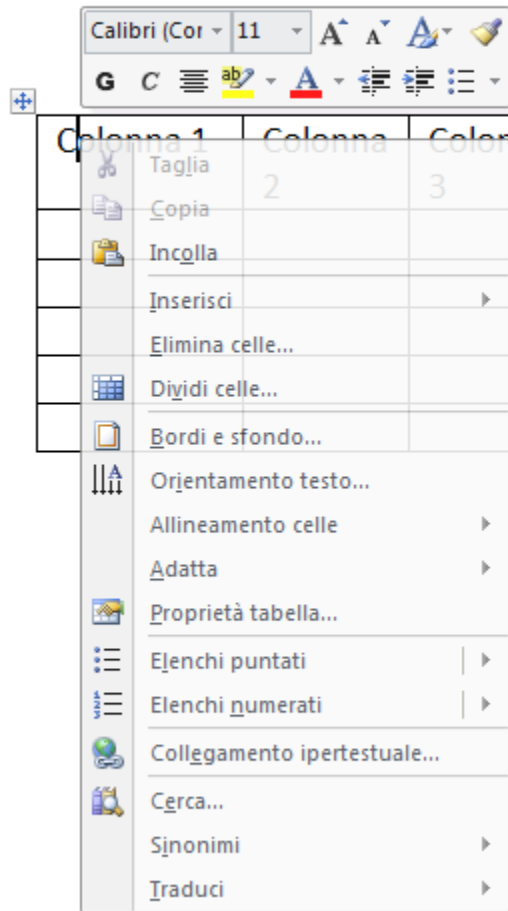 Calibri (Cor 11 A A A
G C ab A
Colonna 1 Colonna 2 Colon 3
Taglia
Copia
Incolla
Inserisci
Elimina celle...
Dividi celle...
Bordi e sfondo...
Orientamento testo...
Allineamento celle
Adatta
Proprietà tabella...
Elenchi puntati
Elenchi numerati
Collegamento ipertestuale...
Cerca...
Sinonimi
Traduci